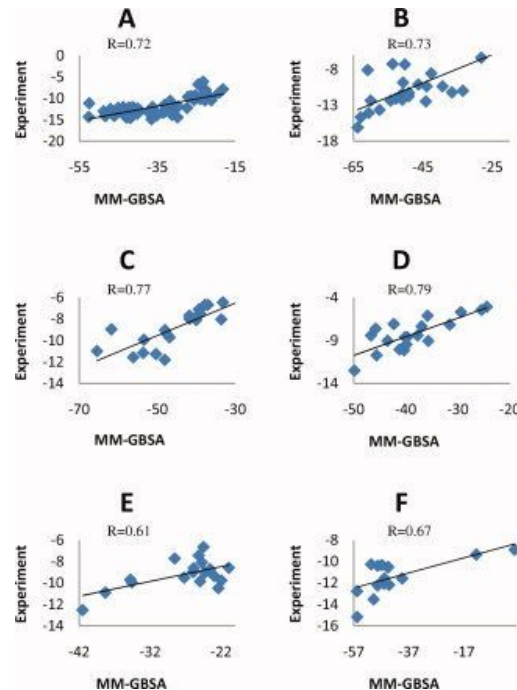 A
R=0.72
Experiment
0
-5
-10
-15
-20
-55 -35 -15
MM-GBSA
B
R=0.73
Experiment
-8
-13
-18
-65 -45 -25
MM-GBSA
C
R=0.77
Experiment
-6
-8
-10
-12
-14
-70 -50 -30
MM-GBSA
D
R=0.79
Experiment
-4
-9
-14
-50 -40 -30 -20
MM-GBSA
E
R=0.61
Experiment
-6
-8
-10
-12
-14
-42 -32 -22
MM-GBSA
F
R=0.67
Experiment
-8
-10
-12
-14
-16
-57 -37 -17
MM-GBSA